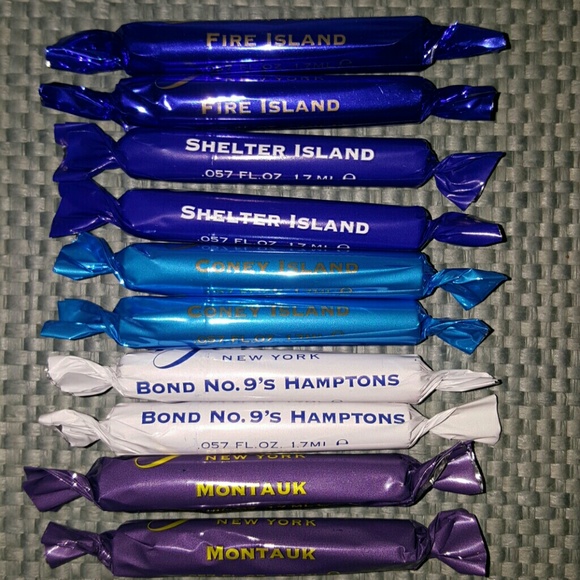 FIRE ISLAND
FIRE ISLAND
SHELTER ISLAND
.057 FL.OZ. 1.7 ML e
SHELTER ISLAND
.057 FL.OZ. 1.7 ML e
CONEY ISLAND
CONEY ISLAND
NEW YORK
BOND NO.9'S HAMPTONS
BOND NO.9'S HAMPTONS
.057 FL.OZ. 1.7 ML e
NEW YORK
MONTAUK
NEW YORK
MONTAUK